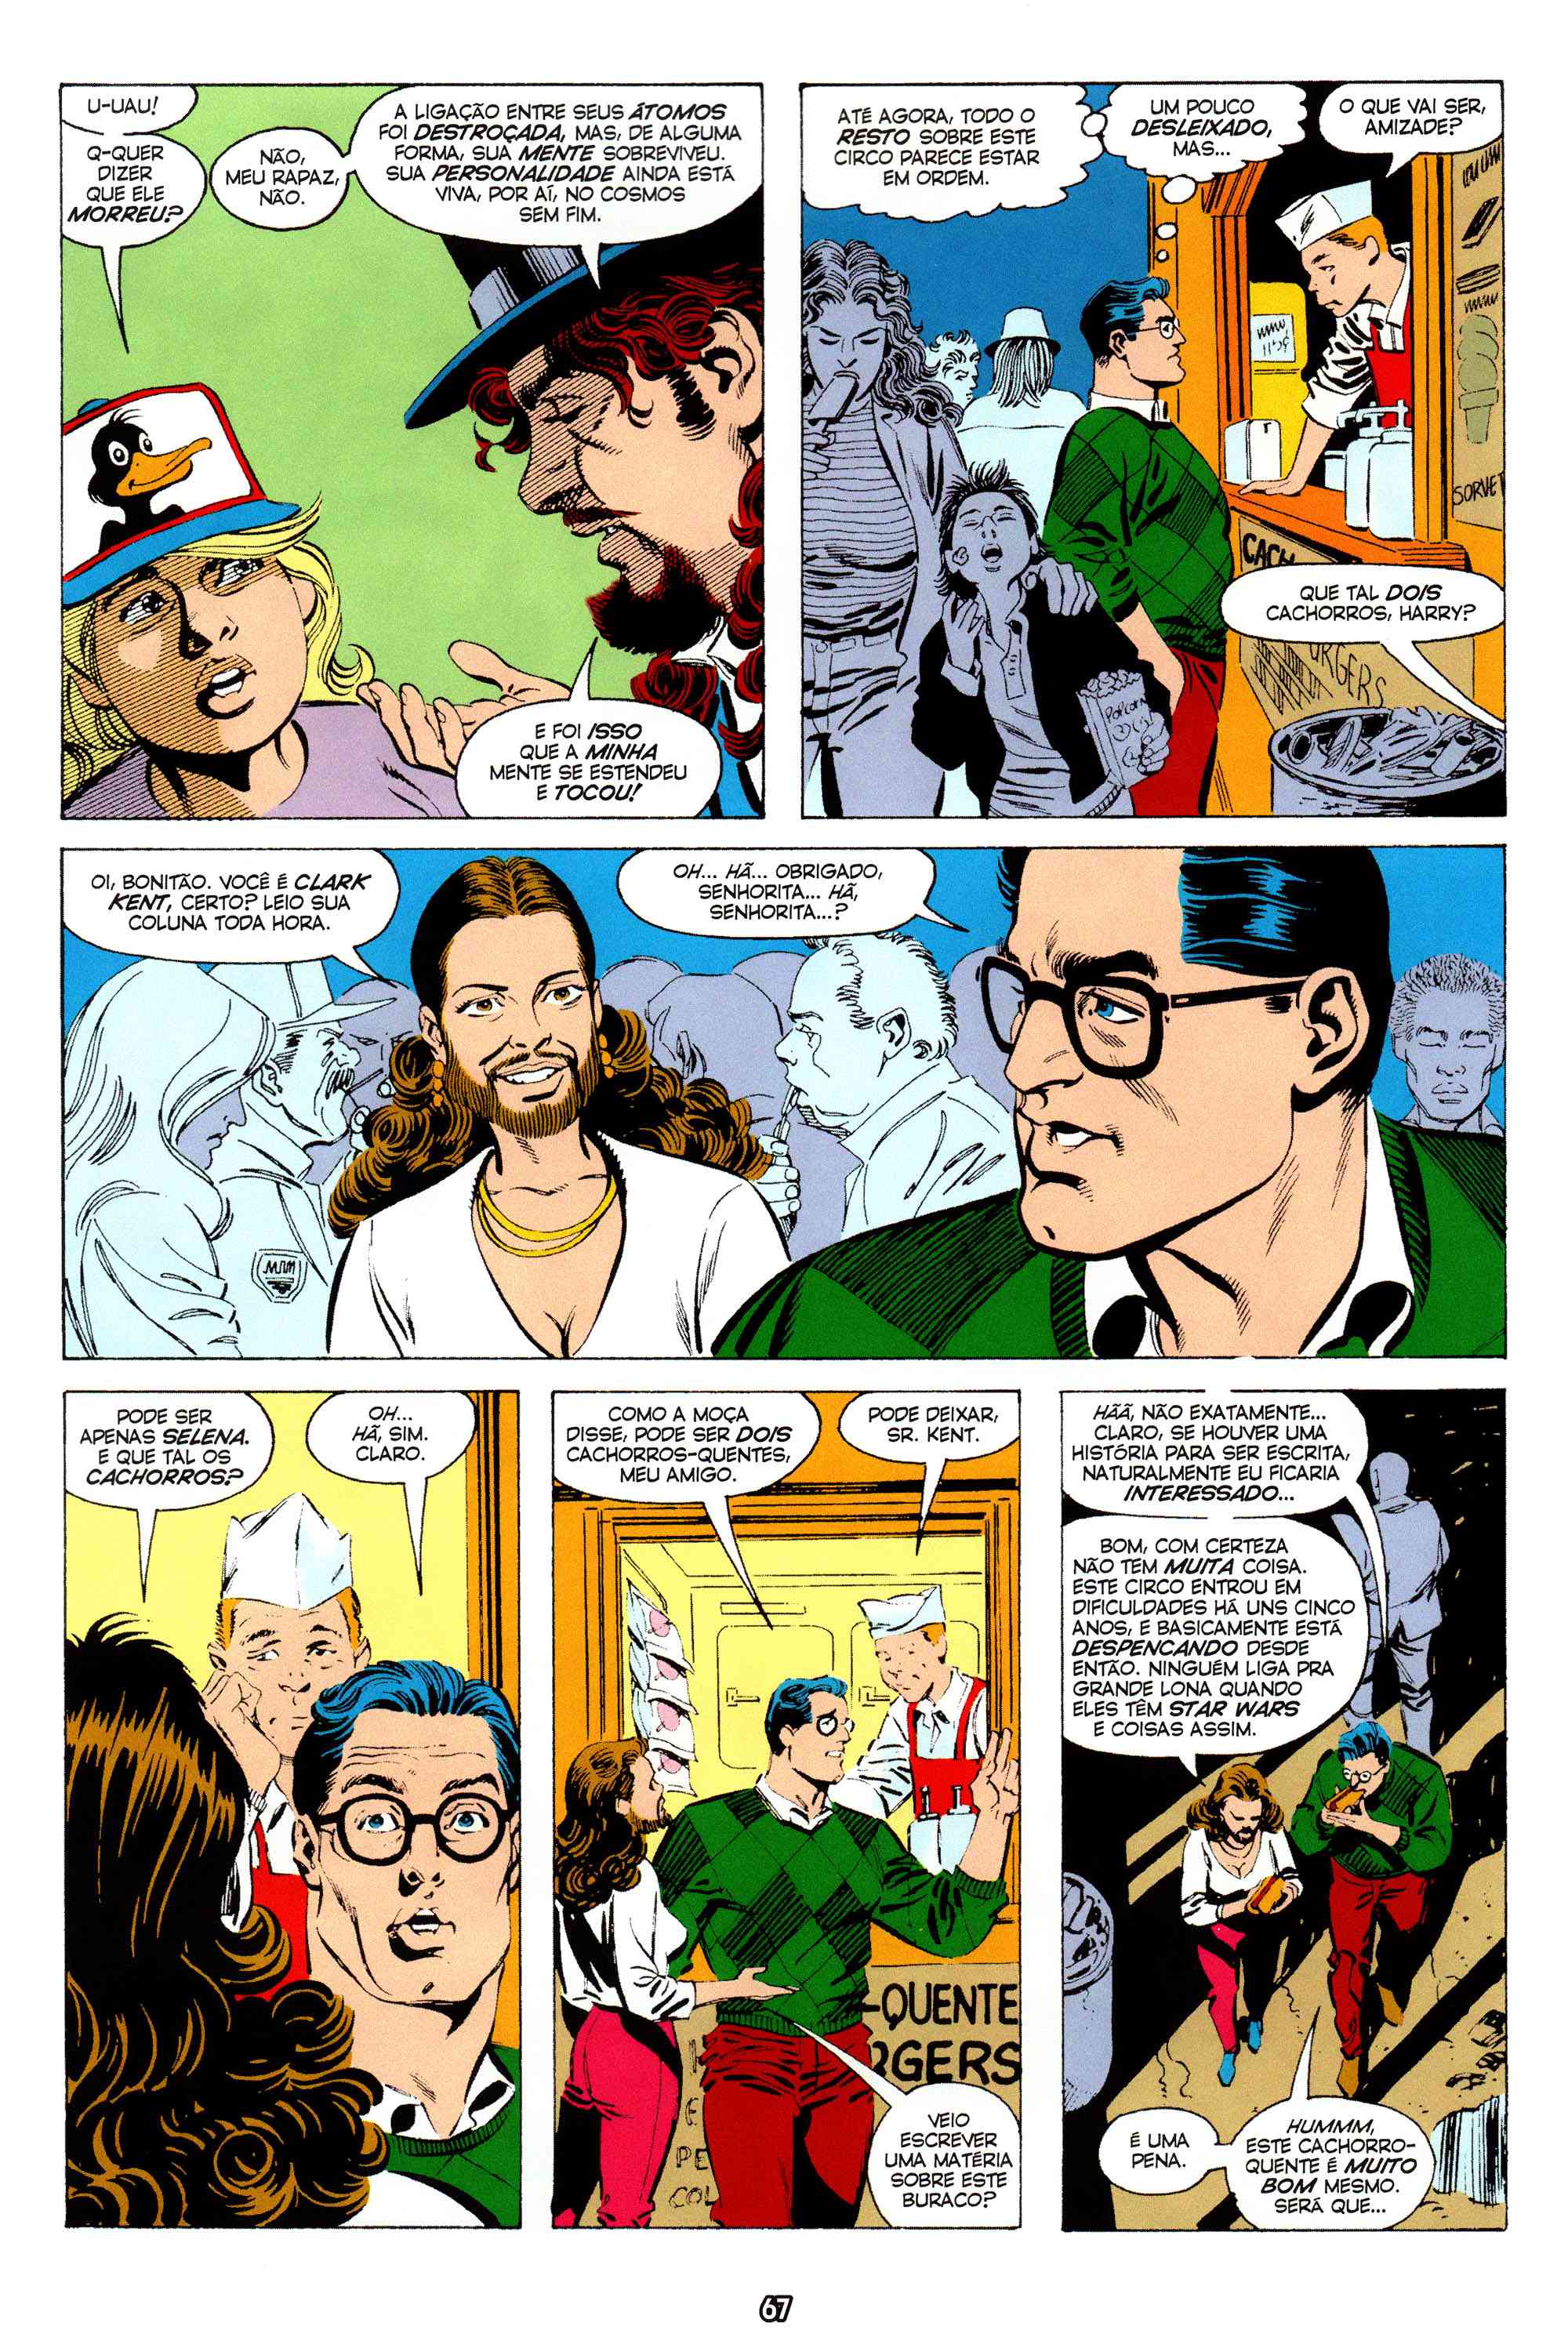 U-UAU!
Q-QUER
DIZER
QUE ELE
MORREU?
NÃO,
MEU RAPAZ,
NÃO.
A LIGAÇÃO ENTRE SEUS ÁTOMOS
FOI DESTROÇADA, MAS, DE ALGUMA
FORMA, SUA MENTE SOBREVIVEU.
SUA PERSONALIDADE AINDA ESTÁ
VIVA, POR AÍ, NO COSMOS
SEM FIM.
E FOI ISSO
QUE A MINHA
MENTE SE ESTENDEU
E TOCOU!
ATÉ AGORA, TODO O
RESTO SOBRE ESTE
CIRCO PARECE ESTAR
EM ORDEM.
UM POUCO
DESLEIXADO,
MAS...
O QUE VAI SER,
AMIZADE?
SORVET
CACH
QUE TAL DOIS
CACHORROS, HARRY?
URGERS
POPCORN
OI, BONITÃO. VOCÊ É CLARK
KENT, CERTO? LEIO SUA
COLUNA TODA HORA.
OH... HÃ... OBRIGADO,
SENHORITA... HÃ,
SENHORITA...?
PODE SER
APENAS SELENA.
E QUE TAL OS
CACHORROS?
OH...
HÃ, SIM.
CLARO.
COMO A MOÇA
DISSE, PODE SER DOIS
CACHORROS-QUENTES,
MEU AMIGO.
PODE DEIXAR,
SR. KENT.
-QUENTE
RGERS
PE
COL
VEIO
ESCREVER
UMA MATÉRIA
SOBRE ESTE
BURACO?
HÃÃ, NÃO EXATAMENTE...
CLARO, SE HOUVER UMA
HISTÓRIA PARA SER ESCRITA,
NATURALMENTE EU FICARIA
INTERESSADO...
BOM, COM CERTEZA
NÃO TEM MUITA COISA.
ESTE CIRCO ENTROU EM
DIFICULDADES HÁ UNS CINCO
ANOS, E BASICAMENTE ESTÁ
DESPENCANDO DESDE
ENTÃO. NINGUÉM LIGA PRA
GRANDE LONA QUANDO
ELES TÊM STAR WARS
E COISAS ASSIM.
É UMA
PENA.
HUMMM,
ESTE CACHORRO-
QUENTE É MUITO
BOM MESMO.
SERÁ QUE...
67